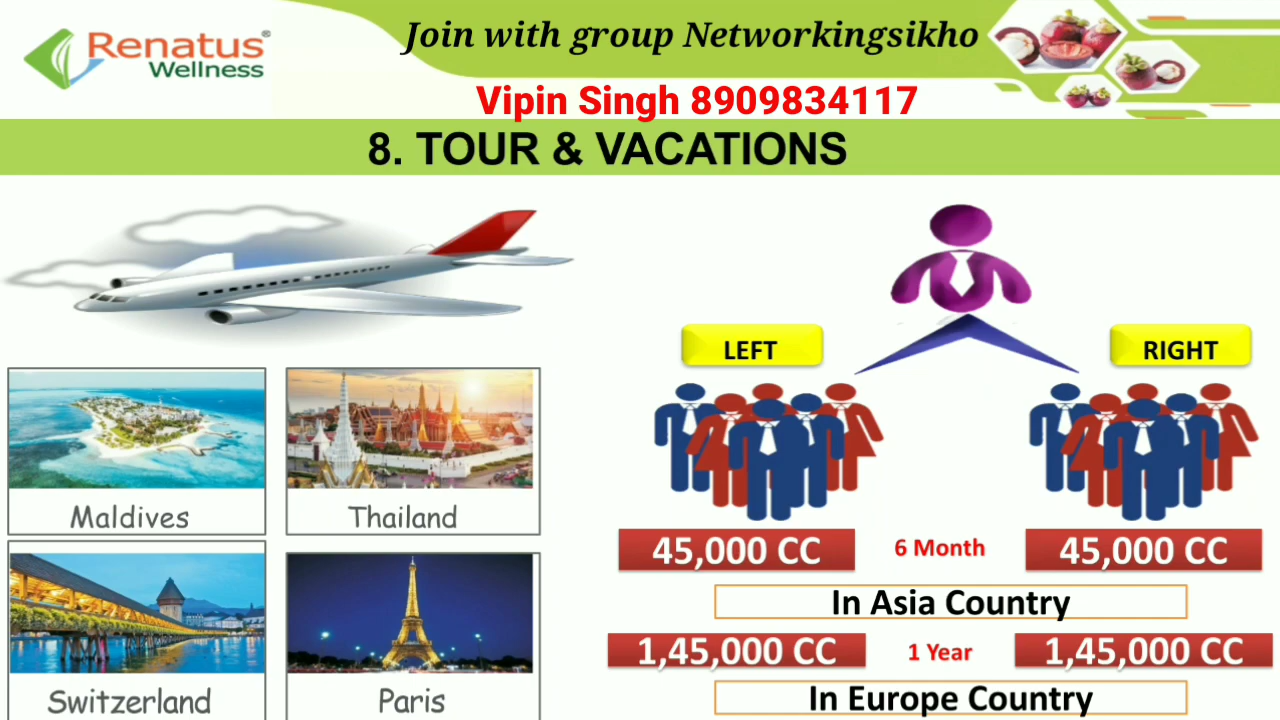 Renatus®
Wellness
Join with group Networkingsikho
Vipin Singh 8909834117
8. TOUR & VACATIONS
Maldives
Thailand
Switzerland
Paris
LEFT
RIGHT
45,000 CC 6 Month 45,000 CC
In Asia Country
1,45,000 CC 1 Year 1,45,000 CC
In Europe Country